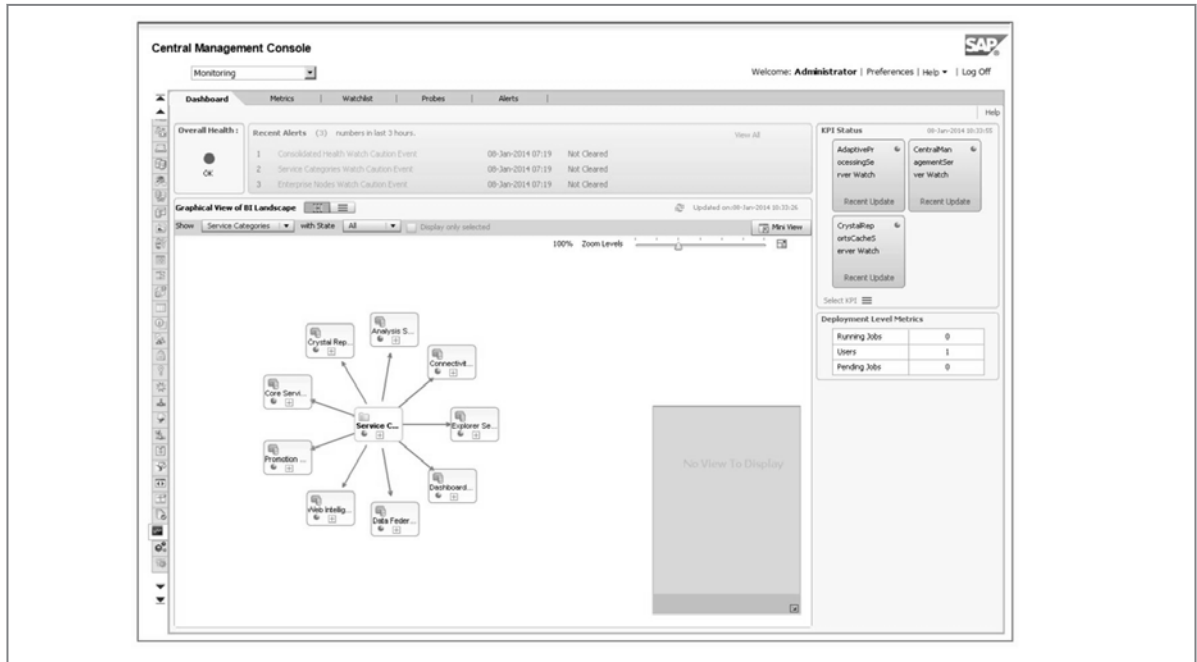 Central Management Console
SAP
Monitoring
Welcome: Administrator | Preferences | Help | Log Off
Dashboard
Metrics
Watchlist
Probes
Alerts
Help
Overall Health :
OK
Recent Alerts (3) numbers in last 3 hours.
View All
1 Consolidated Health Watch Caution Event 08-Jan-2014 07:19 Not Cleared
2 Service Categories Watch Caution Event 08-Jan-2014 07:19 Not Cleared
3 Enterprise Nodes Watch Caution Event 08-Jan-2014 07:19 Not Cleared
KPI Status
08-Jan-2014 10:33:55
AdaptivePr
ocessingSe
rver Watch
Recent Update
CentralMan
agementSer
ver Watch
Recent Update
CrystalRep
ortsCacheS
erver Watch
Recent Update
Select KPI
Deployment Level Metrics
Running Jobs 0
Users 1
Pending Jobs 0
Graphical View of BI Landscape
Updated on:08-Jan-2014 10:33:26
Show Service Categories with State All Display only selected
Mini View
100% Zoom Levels
Analysis S...
Crystal Rep...
Connectivit...
Core Servi...
Service C...
Explorer Se...
Promotion ...
Dashboard...
Web Intellig...
Data Feder...
No View To Display